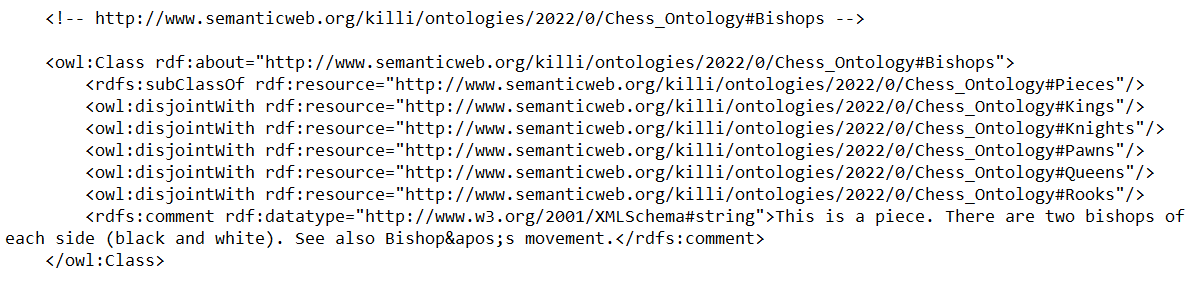 <!-- http://www.semanticweb.org/killi/ontologies/2022/0/Chess_Ontology#Bishops -->
<owl:Class rdf:about="http://www.semanticweb.org/killi/ontologies/2022/0/Chess_Ontology#Bishops">
<rdfs:subClassOf rdf:resource="http://www.semanticweb.org/killi/ontologies/2022/0/Chess_Ontology#Pieces"/>
<owl:disjointWith rdf:resource="http://www.semanticweb.org/killi/ontologies/2022/0/Chess_Ontology#Kings"/>
<owl:disjointWith rdf:resource="http://www.semanticweb.org/killi/ontologies/2022/0/Chess_Ontology#Knights"/>
<owl:disjointWith rdf:resource="http://www.semanticweb.org/killi/ontologies/2022/0/Chess_Ontology#Pawns"/>
<owl:disjointWith rdf:resource="http://www.semanticweb.org/killi/ontologies/2022/0/Chess_Ontology#Queens"/>
<owl:disjointWith rdf:resource="http://www.semanticweb.org/killi/ontologies/2022/0/Chess_Ontology#Rooks"/>
<rdfs:comment rdf:datatype="http://www.w3.org/2001/XMLSchema#string">This is a piece. There are two bishops of
each side (black and white). See also Bishop&apos;s movement.</rdfs:comment>
</owl:Class>